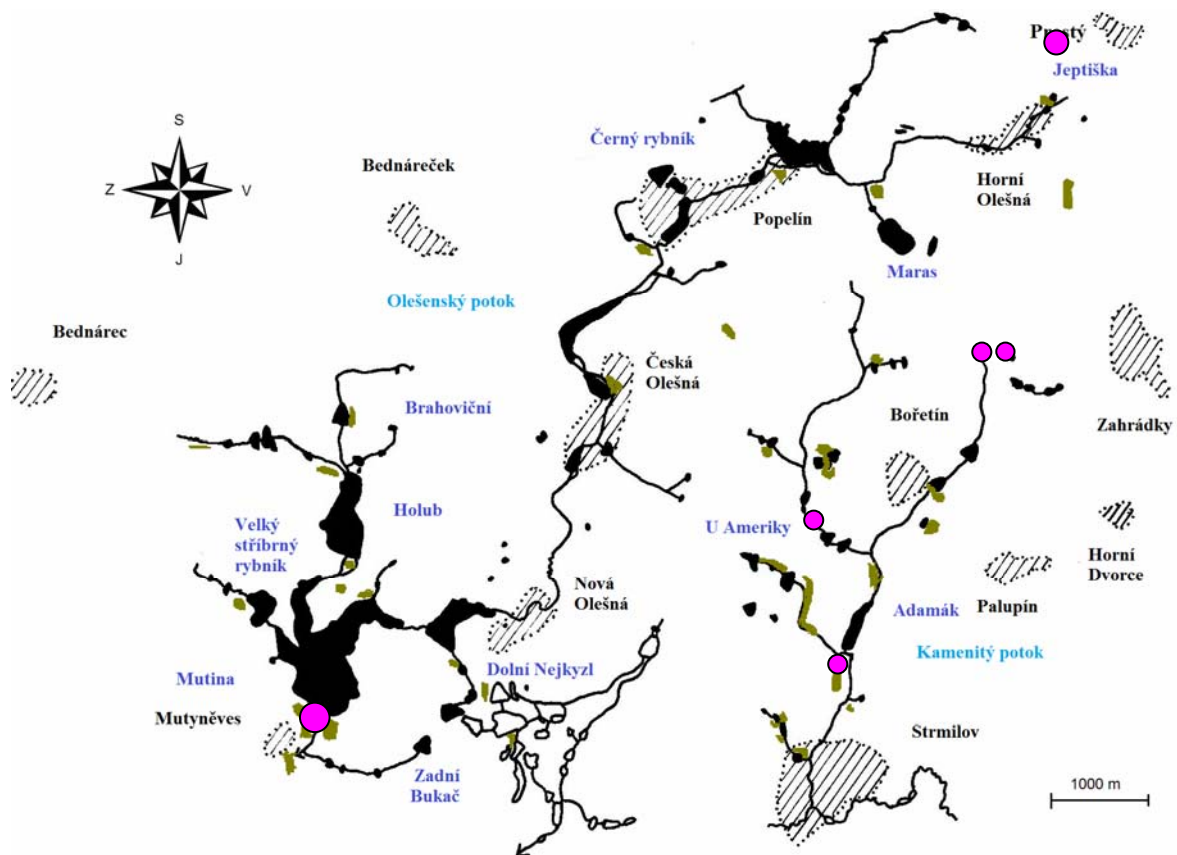 Jeptiška
S
Z
V
J
Černý rybník
Bednáreček
Horní
Olešná
Popelín
Maras
Olešenský potok
Bednárec
Česká
Olešná
Brahoviční
Bořetín
Zahrádky
Holub
Velký
stříbrný
rybník
U Ameriky
Horní
Dvorce
Nová
Olešná
Palupín
Adamák
Kamenitý potok
Dolní Nejkyzl
Mutina
Mutyněves
Strmilov
Zadní
Bukač
1000 m